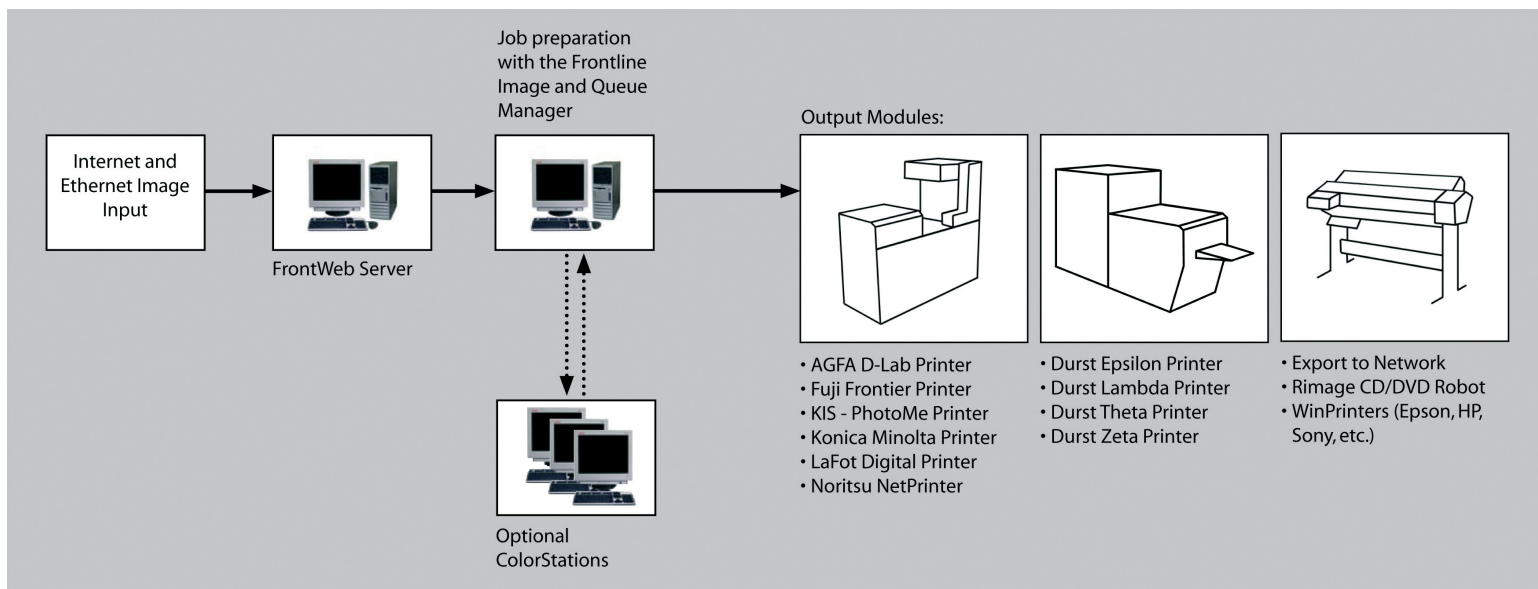 Job preparation
with the Frontline
Image and Queue
Manager
Internet and
Ethernet Image
Input
FrontWeb Server
Optional
ColorStations
Output Modules:
• AGFA D-Lab Printer
• Fuji Frontier Printer
• KIS - PhotoMe Printer
• Konica Minolta Printer
• LaFot Digital Printer
• Noritsu NetPrinter
• Durst Epsilon Printer
• Durst Lambda Printer
• Durst Theta Printer
• Durst Zeta Printer
• Export to Network
• Rimage CD/DVD Robot
• WinPrinters (Epson, HP,
Sony, etc.)